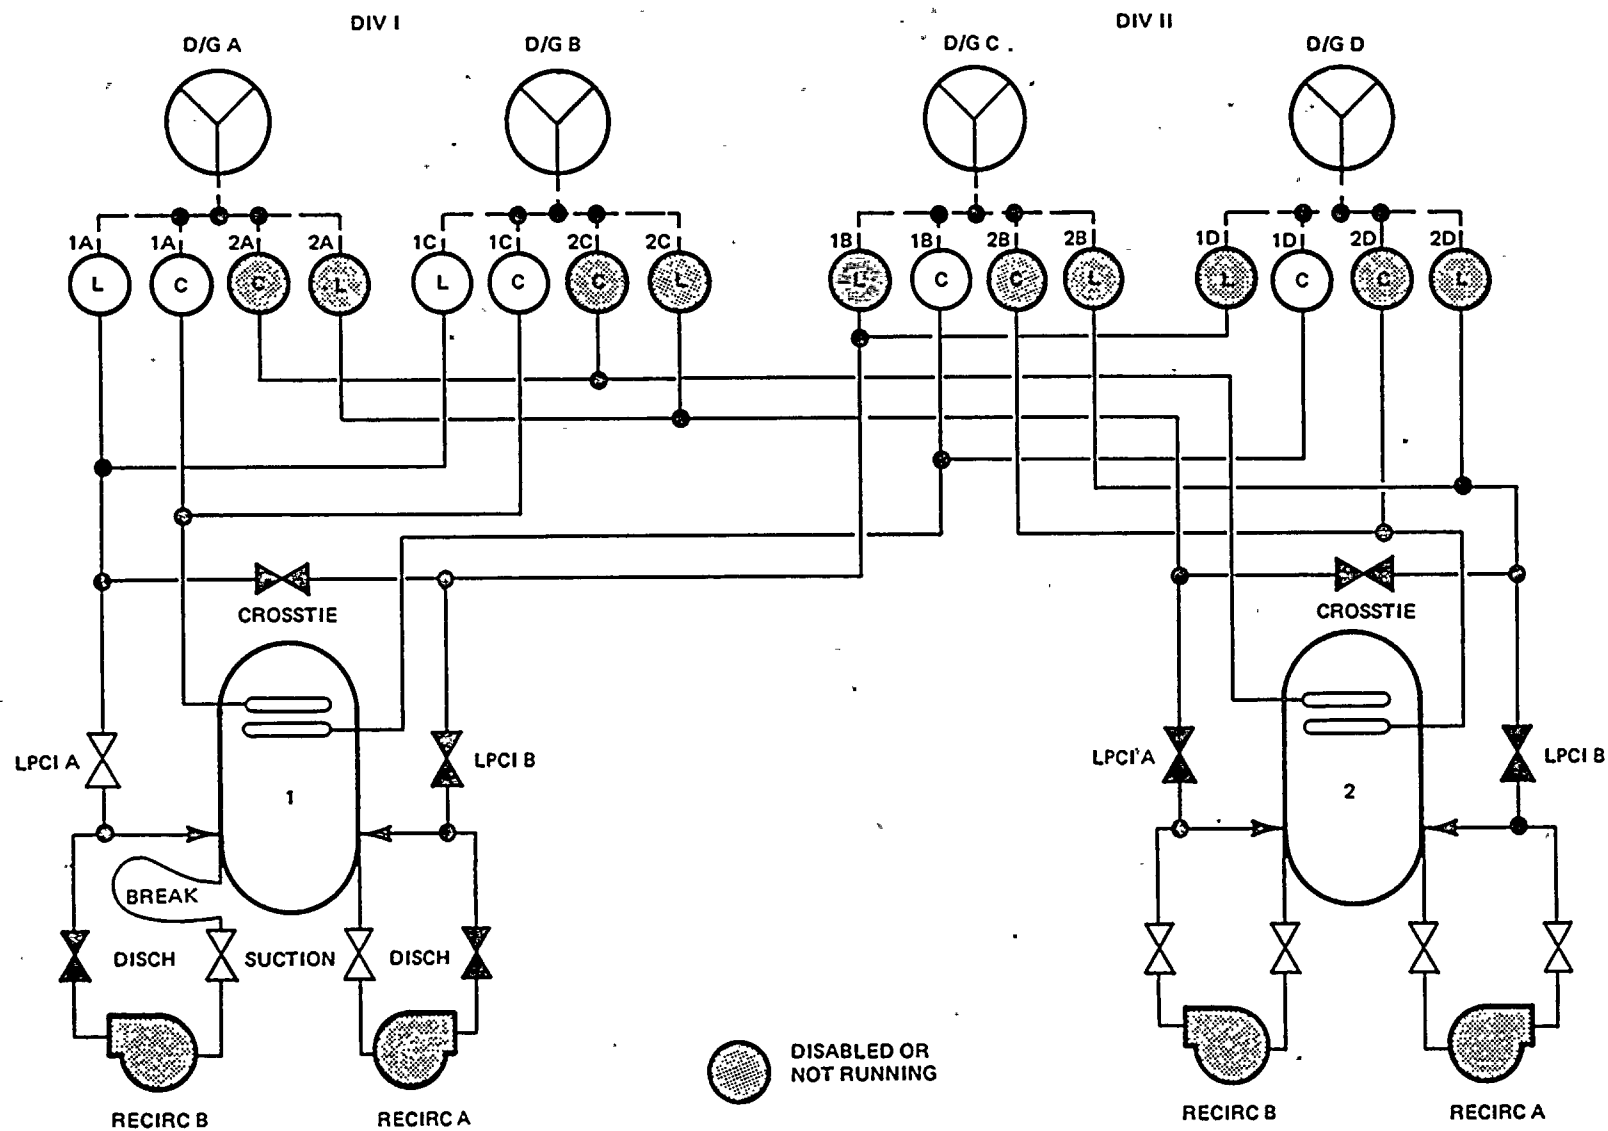 DIV I
DIV II
D/G A
D/G B
D/G C
D/G D
1A 1A 2A 2A
1C 1C 2C 2C
1B 1B 2B 2B
1D 1D 2D 2D
L C C L
L C C L
L C C L
L C C L
CROSSTIE
CROSSTIE
LPCI A
LPCI B
LPCI A
LPCI B
1
2
BREAK
DISCH
SUCTION
DISCH
DISABLED OR
NOT RUNNING
RECIRC B
RECIRC A
RECIRC B
RECIRC A